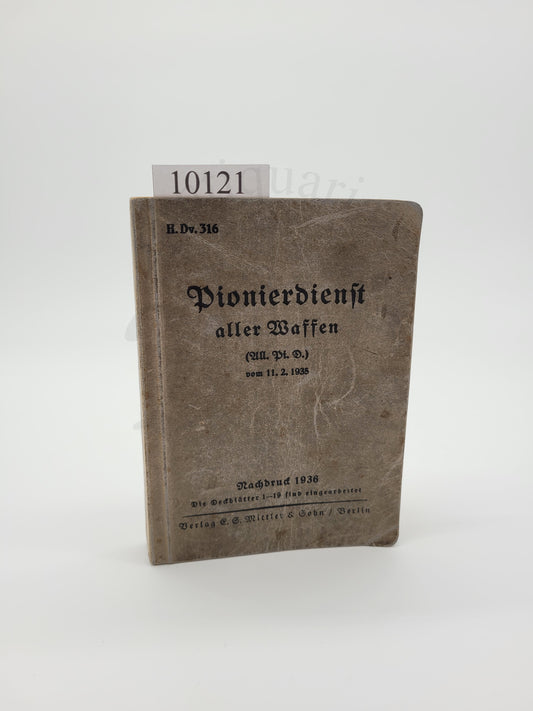 10121
H. Dv. 316
Pionierdienſt
aller Waffen
(All. Pi. D.)
vom 11. 2. 1935
Nachdruck 1936
Die Deckblätter 1—19 ſind eingearbeitet
Verlag E. S. Mittler & Sohn / Berlin